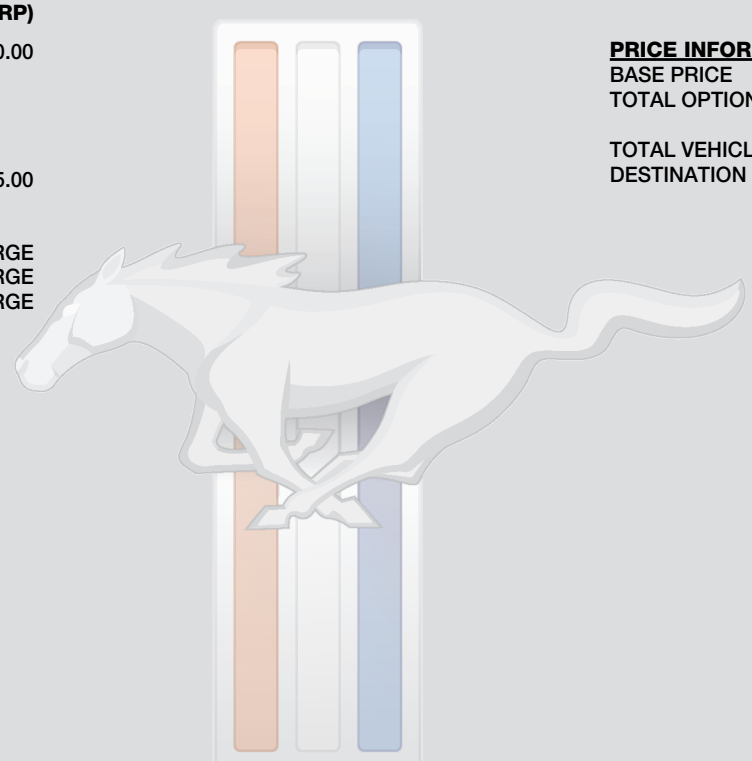 RP)
0.00
5.00
RGE
RGE
RGE
PRICE INFOR
BASE PRICE
TOTAL OPTION
TOTAL VEHICL
DESTINATION